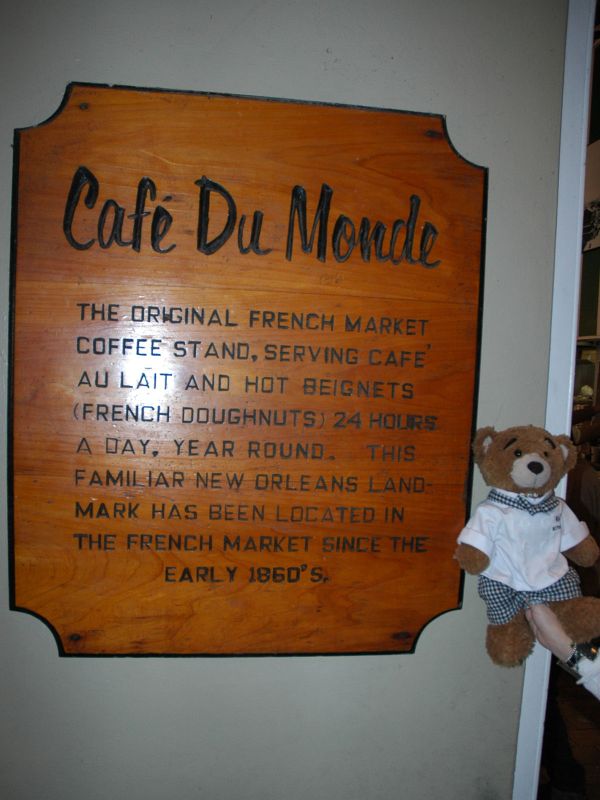 Café Du Monde
THE ORIGINAL FRENCH MARKET
COFFEE STAND, SERVING CAFE'
AU LAIT AND HOT BEIGNETS
(FRENCH DOUGHNUTS) 24 HOURS
A DAY, YEAR ROUND. THIS
FAMILIAR NEW ORLEANS LAND-
MARK HAS BEEN LOCATED IN
THE FRENCH MARKET SINCE THE
EARLY 1860'S.